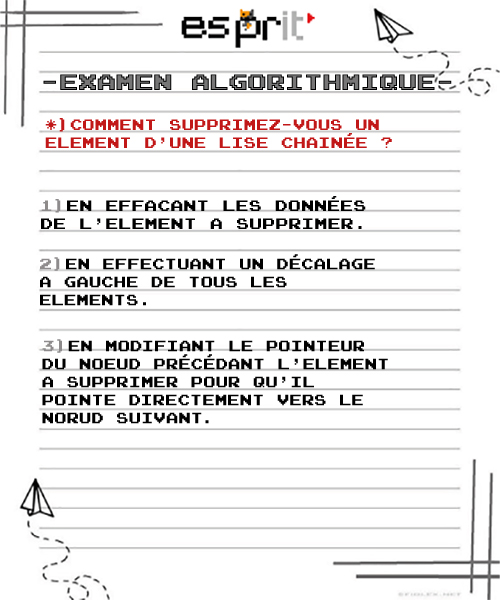 esprit
-EXAMEN ALGORITHMIQUE-
*)COMMENT SUPPRIMEZ-VOUS UN
ELEMENT D'UNE LISE CHAINÉE ?
1)EN EFFACANT LES DONNÉES
DE L'ELEMENT A SUPPRIMER.
2)EN EFFECTUANT UN DÉCALAGE
A GAUCHE DE TOUS LES
ELEMENTS.
3)EN MODIFIANT LE POINTEUR
DU NOEUD PRÉCÉDANT L'ELEMENT
A SUPPRIMER POUR QU'IL
POINTE DIRECTEMENT VERS LE
NORUD SUIVANT.